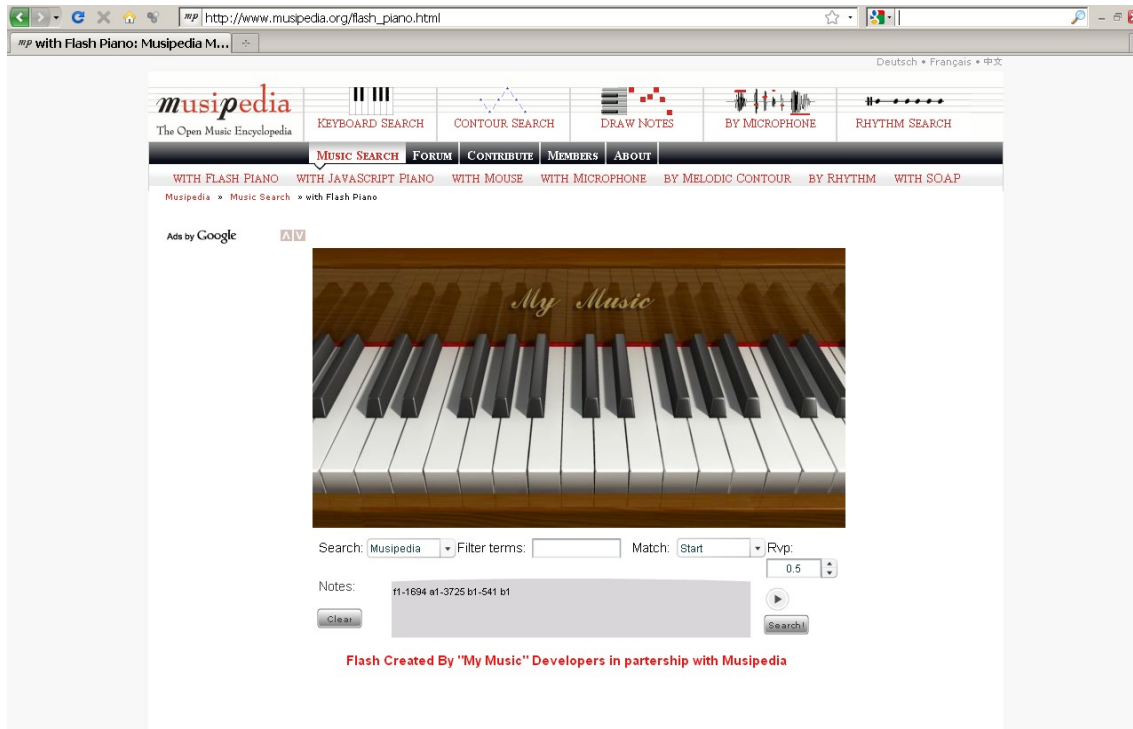 mp http://www.musipedia.org/flash_piano.html
mp with Flash Piano: Musipedia M...
Deutsch • Français • 中文
musipedia
The Open Music Encyclopedia
KEYBOARD SEARCH CONTOUR SEARCH DRAW NOTES BY MICROPHONE RHYTHM SEARCH
MUSIC SEARCH FORUM CONTRIBUTE MEMBERS ABOUT
WITH FLASH PIANO WITH JAVASCRIPT PIANO WITH MOUSE WITH MICROPHONE BY MELODIC CONTOUR BY RHYTHM WITH SOAP
Musipedia » Music Search » with Flash Piano
Ads by Google
My Music
Search: Musipedia Filter terms: Match: Start Rvp:
0.5
Notes:
f1-1694 a1-3725 b1-541 b1
Clear
Search!
Flash Created By "My Music" Developers in partership with Musipedia